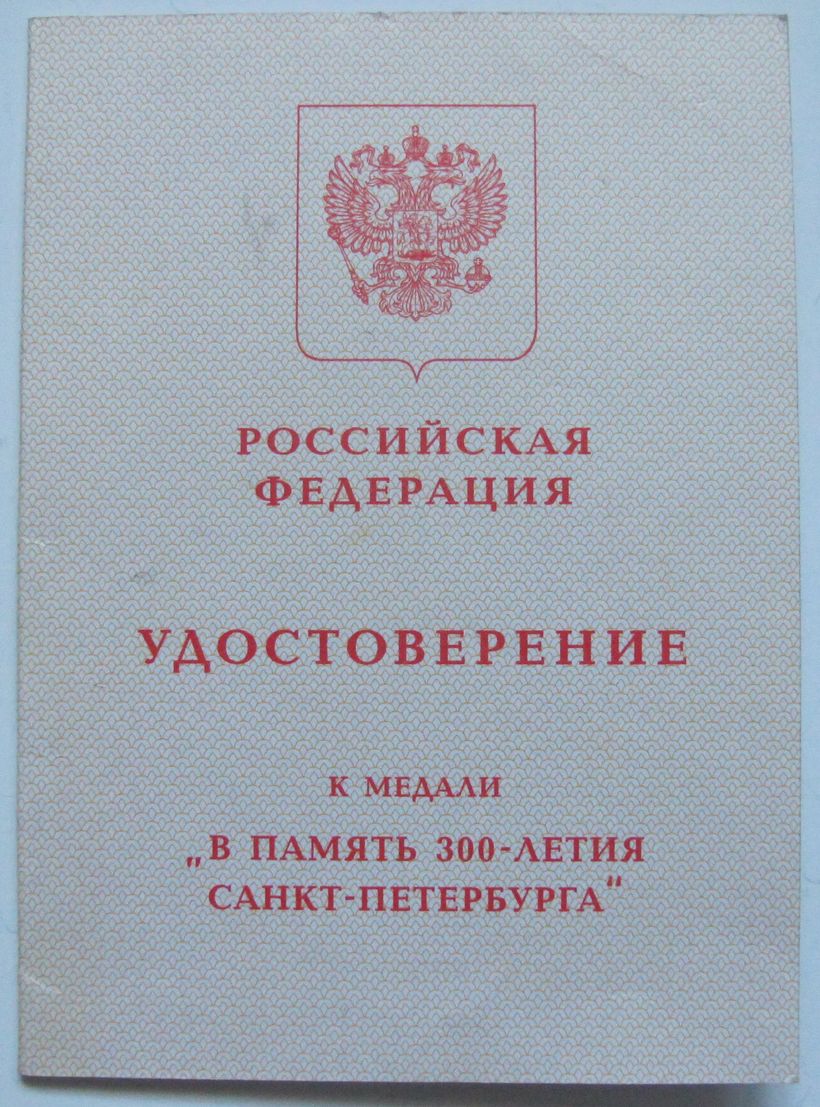 РОССИЙСКАЯ
ФЕДЕРАЦИЯ
УДОСТОВЕРЕНИЕ
К МЕДАЛИ
„В ПАМЯТЬ 300-ЛЕТИЯ
САНКТ-ПЕТЕРБУРГА"